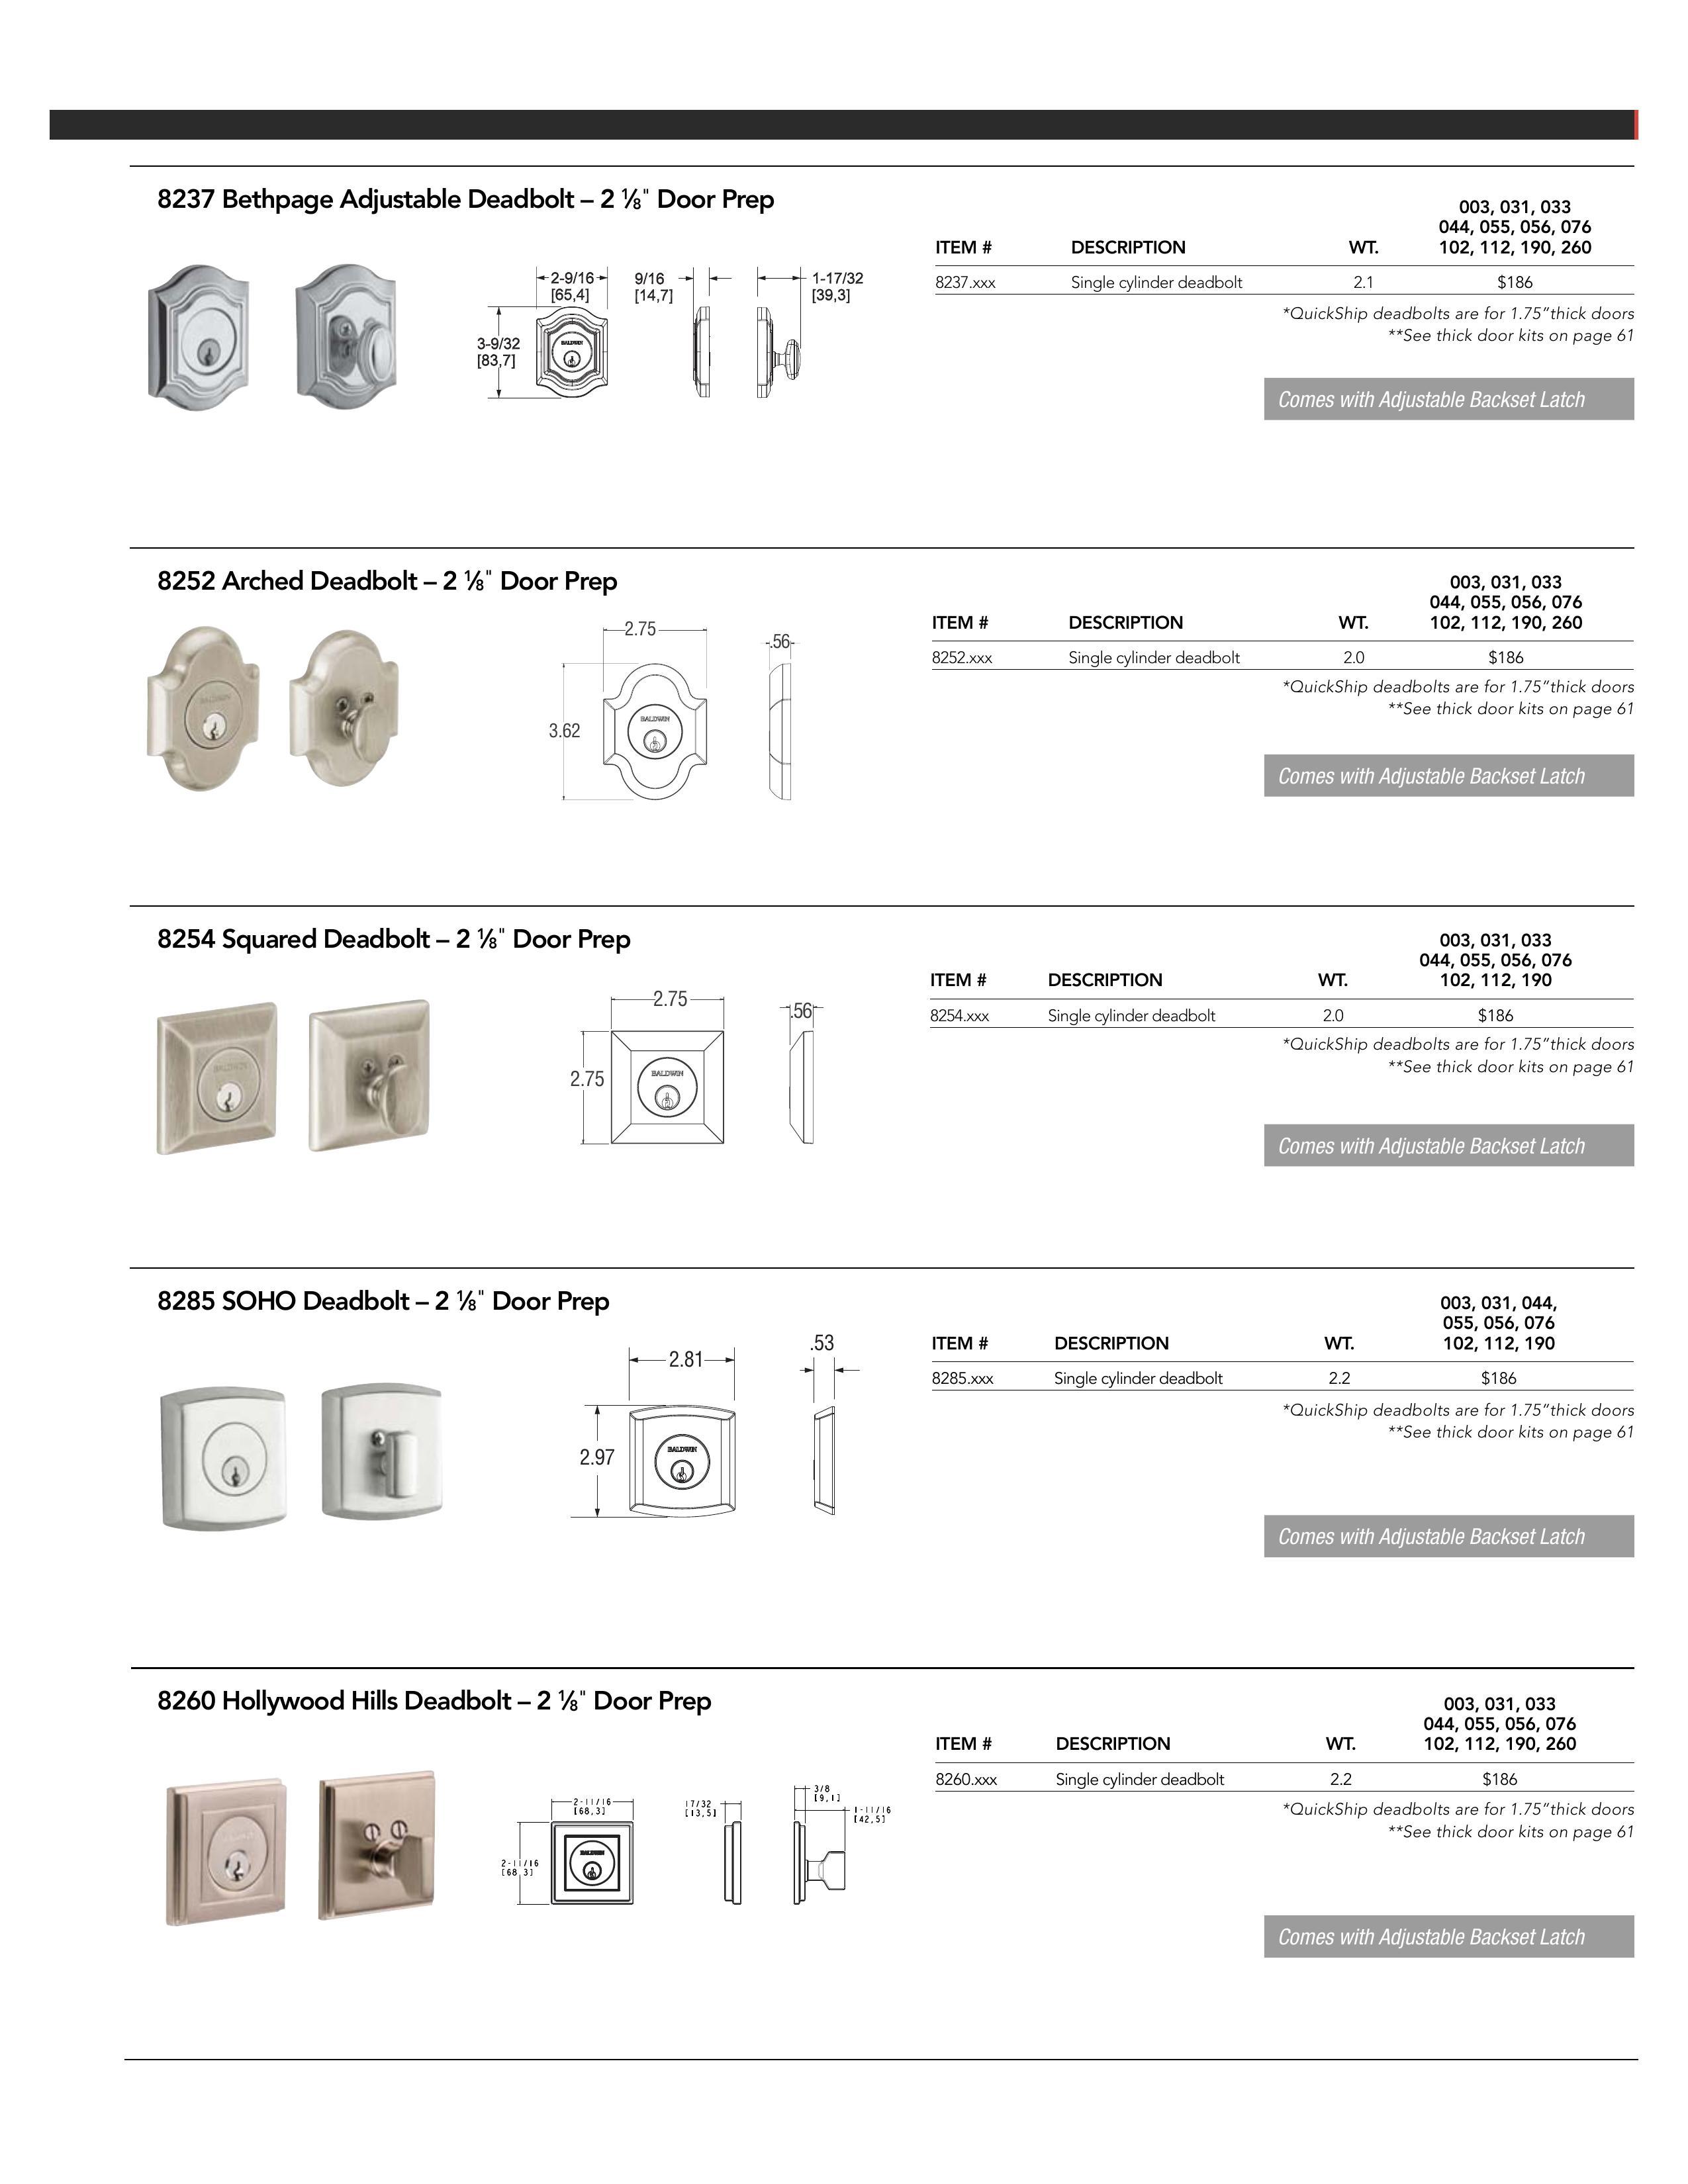 8237 Bethpage Adjustable Deadbolt – 2 ⅛" Door Prep
003, 031, 033
044, 055, 056, 076
ITEM # DESCRIPTION WT. 102, 112, 190, 260
8237.xxx Single cylinder deadbolt 2.1 $186
*QuickShip deadbolts are for 1.75"thick doors
**See thick door kits on page 61
Comes with Adjustable Backset Latch
2-9/16
[65,4]
9/16
[14,7]
1-17/32
[39,3]
3-9/32
[83,7]
BALDWIN
8252 Arched Deadbolt – 2 ⅛" Door Prep
003, 031, 033
044, 055, 056, 076
ITEM # DESCRIPTION WT. 102, 112, 190, 260
8252.xxx Single cylinder deadbolt 2.0 $186
*QuickShip deadbolts are for 1.75"thick doors
**See thick door kits on page 61
Comes with Adjustable Backset Latch
2.75
.56
3.62
BALDWIN
BALDWIN
8254 Squared Deadbolt – 2 ⅛" Door Prep
003, 031, 033
044, 055, 056, 076
ITEM # DESCRIPTION WT. 102, 112, 190
8254.xxx Single cylinder deadbolt 2.0 $186
*QuickShip deadbolts are for 1.75"thick doors
**See thick door kits on page 61
Comes with Adjustable Backset Latch
2.75
.56
2.75
BALDWIN
BALDWIN
8285 SOHO Deadbolt – 2 ⅛" Door Prep
003, 031, 044,
055, 056, 076
ITEM # DESCRIPTION WT. 102, 112, 190
8285.xxx Single cylinder deadbolt 2.2 $186
*QuickShip deadbolts are for 1.75"thick doors
**See thick door kits on page 61
Comes with Adjustable Backset Latch
2.81
.53
2.97
BALDWIN
8260 Hollywood Hills Deadbolt – 2 ⅛" Door Prep
003, 031, 033
044, 055, 056, 076
ITEM # DESCRIPTION WT. 102, 112, 190, 260
8260.xxx Single cylinder deadbolt 2.2 $186
*QuickShip deadbolts are for 1.75"thick doors
**See thick door kits on page 61
Comes with Adjustable Backset Latch
2-11/16
[68,3]
17/32
[13,5]
3/8
[9,1]
1-11/16
[42,5]
2-11/16
[68,3]
BALDWIN
BALDWIN